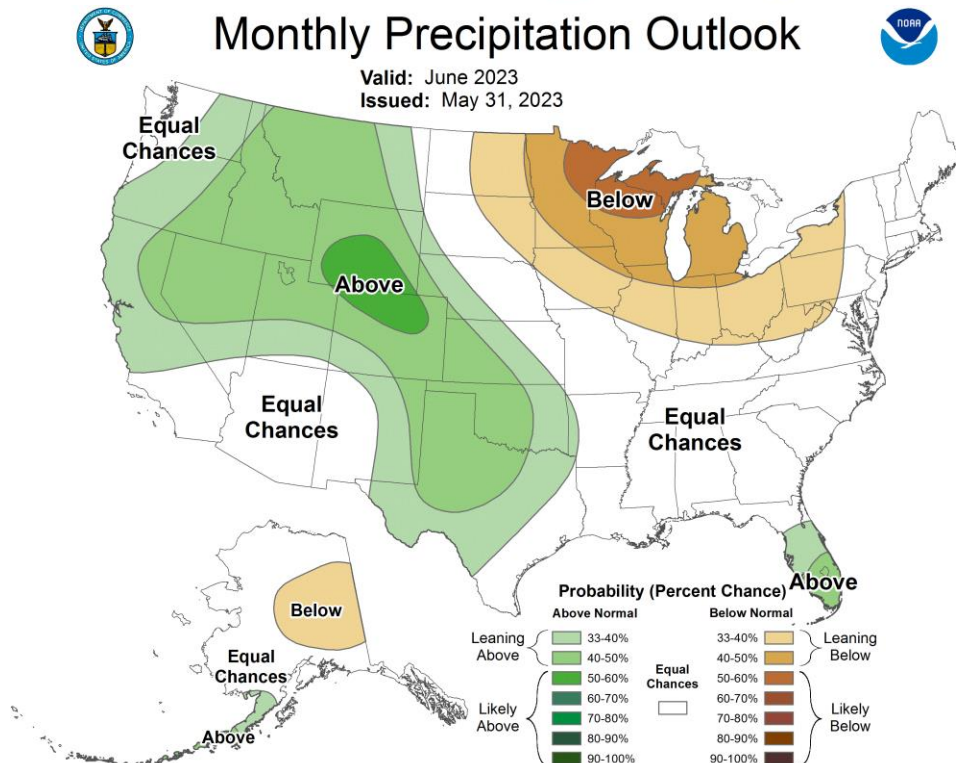 Monthly Precipitation Outlook
Valid: June 2023
Issued: May 31, 2023
NOAA
Equal
Chances
Below
Above
Equal
Chances
Equal
Chances
Above
Below
Equal
Chances
Above
Probability (Percent Chance)
Above Normal
Below Normal
Leaning
Above
33-40%
40-50%
50-60%
60-70%
70-80%
80-90%
90-100%
Likely
Above
Equal
Chances
33-40%
40-50%
50-60%
60-70%
70-80%
80-90%
90-100%
Leaning
Below
Likely
Below